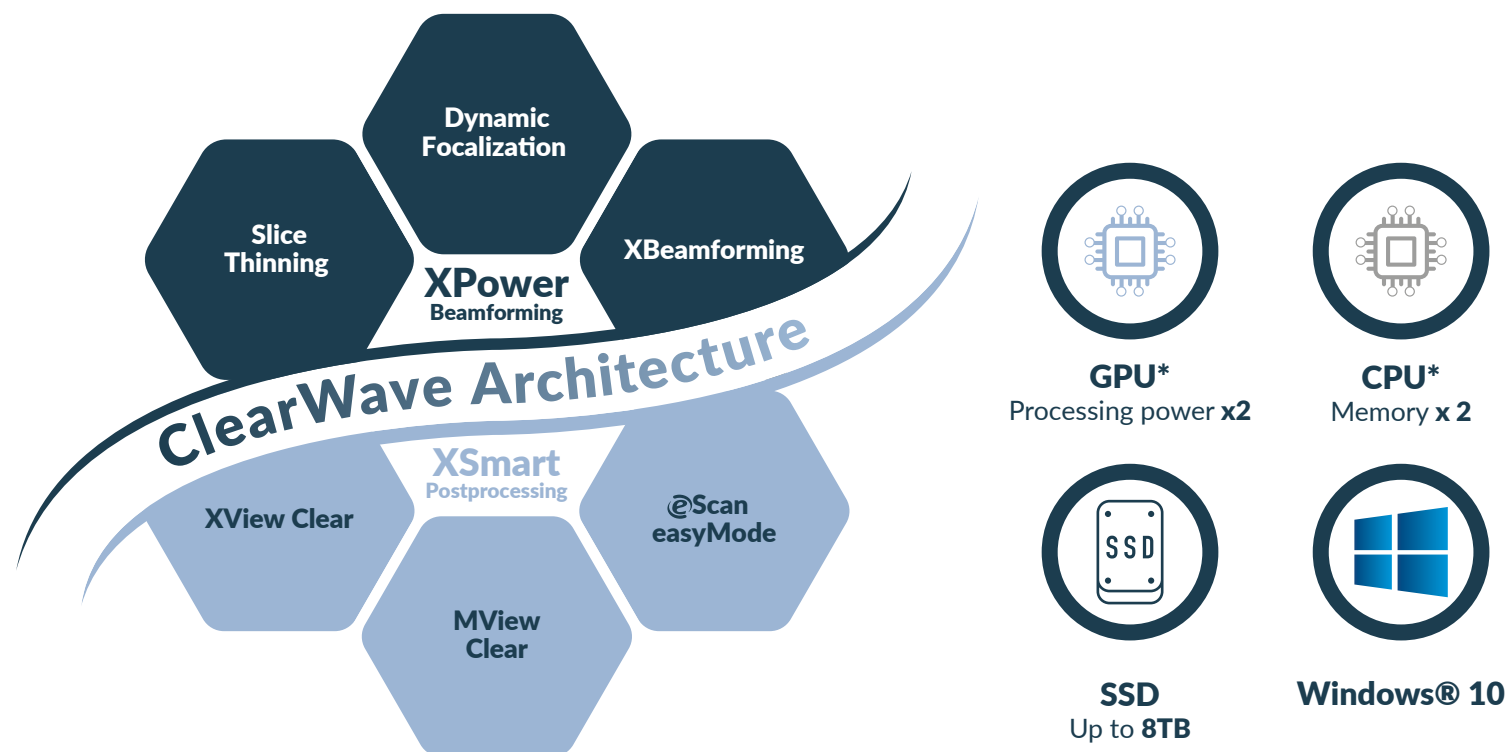 Dynamic
Focalization
Slice
Thinning
XBeamforming
XPower
Beamforming
ClearWave Architecture
XSmart
Postprocessing
XView Clear
eScan
easyMode
MView
Clear
GPU*
Processing power x2
CPU*
Memory x 2
SSD
SSD
Up to 8TB
Windows® 10